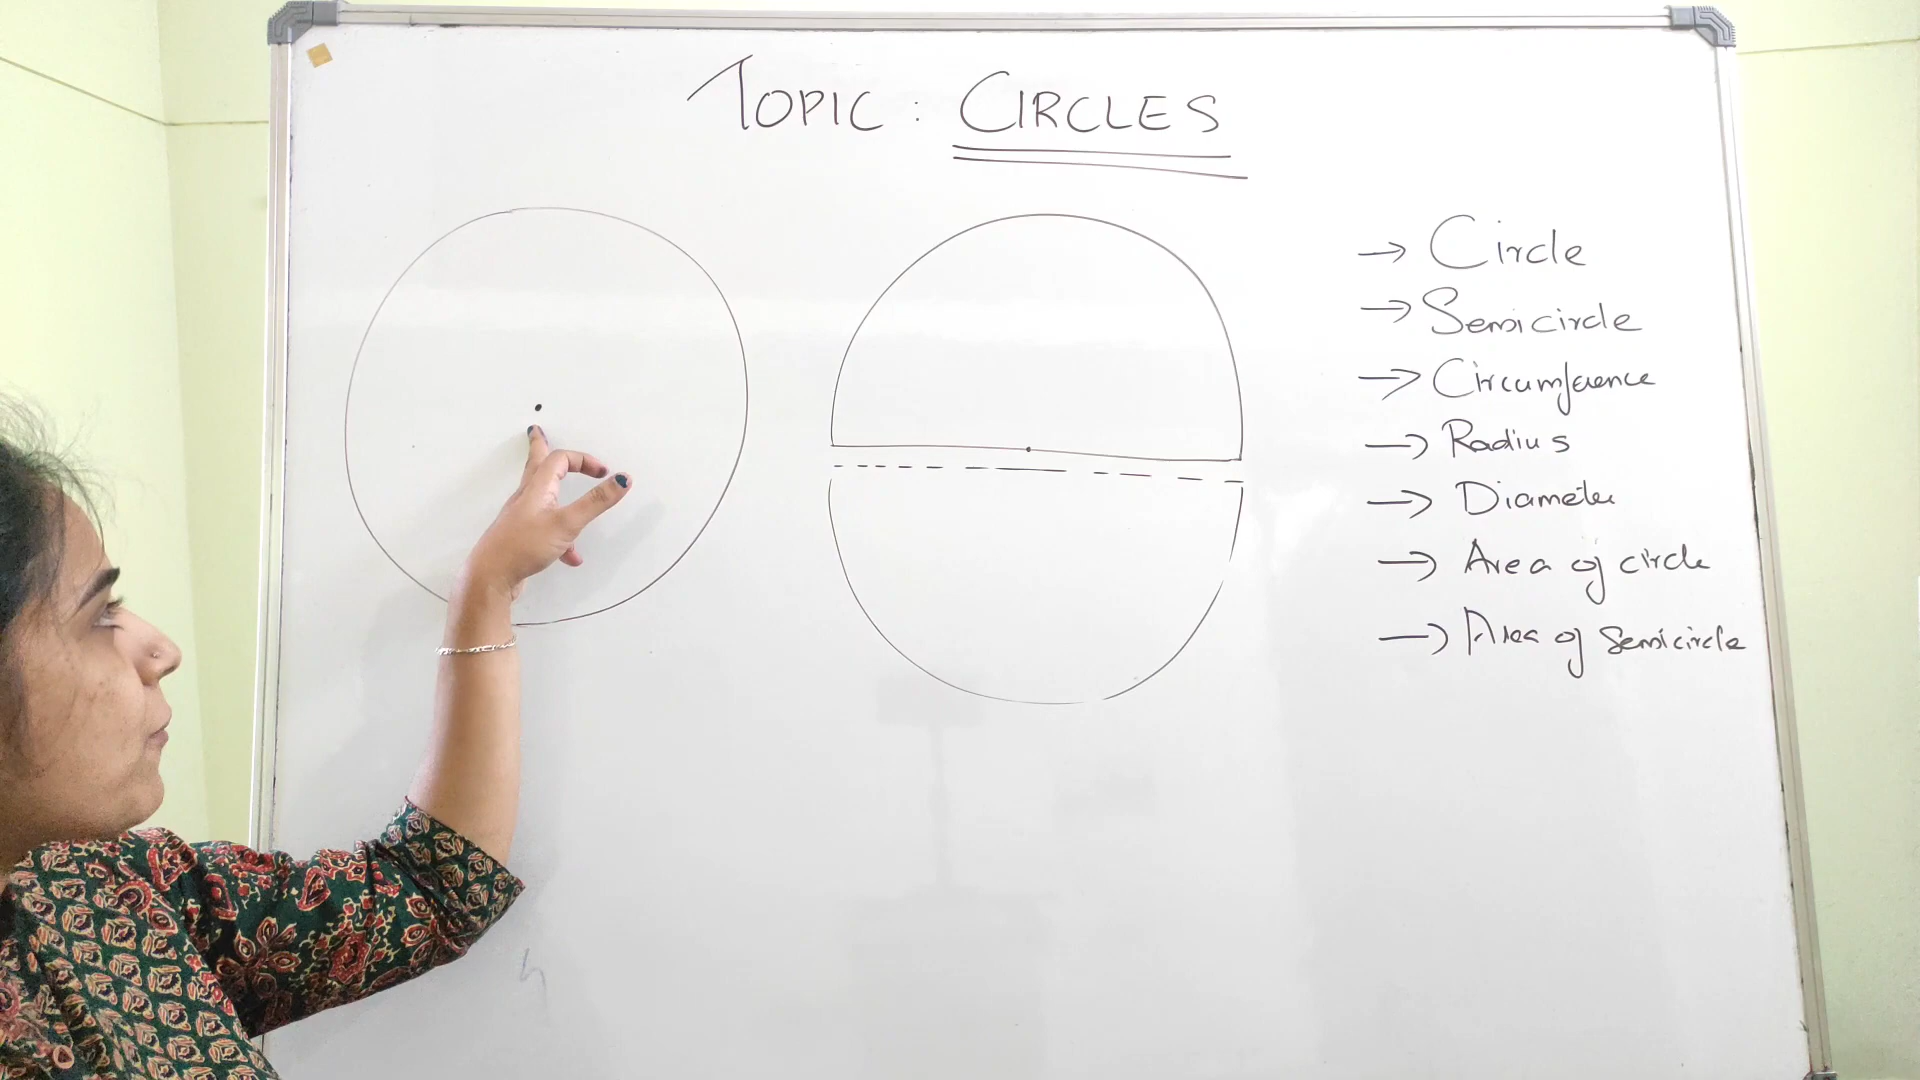 TOPIC : CIRCLES
→ Circle
→ Semicircle
→ Circumference
→ Radius
→ Diameter
→ Area of circle
→ Area of Semicircle